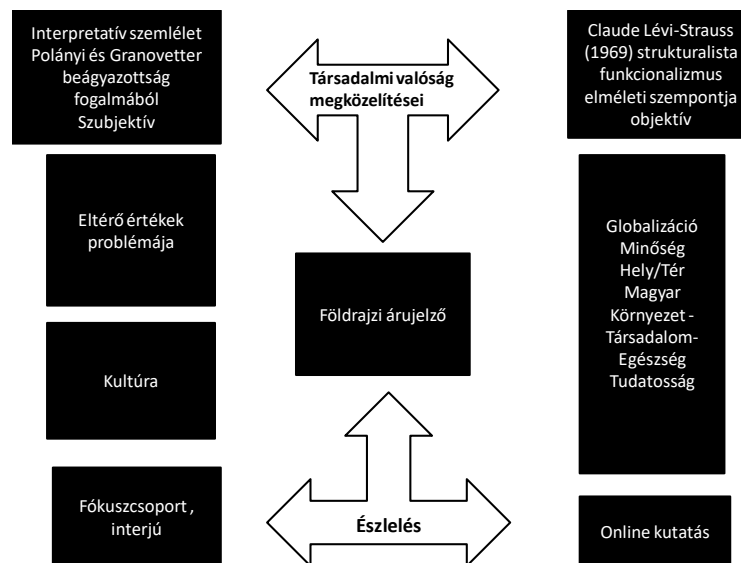 Interpretatív szemlélet
Polányi és Granovetter
beágyazottság
fogalmából
Szubjektív
Társadalmi valóság
megközelítései
Claude Lévi-Strauss
(1969) strukturalista
funkcionalizmus
elméleti szempontja
objektív
Eltérő értékek
problémája
Földrajzi árujelző
Globalizáció
Minőség
Hely/Tér
Magyar
Környezet -
Társadalom-
Egészség
Tudatosság
Kultúra
Fókuszcsoport ,
interjú
Észlelés
Online kutatás